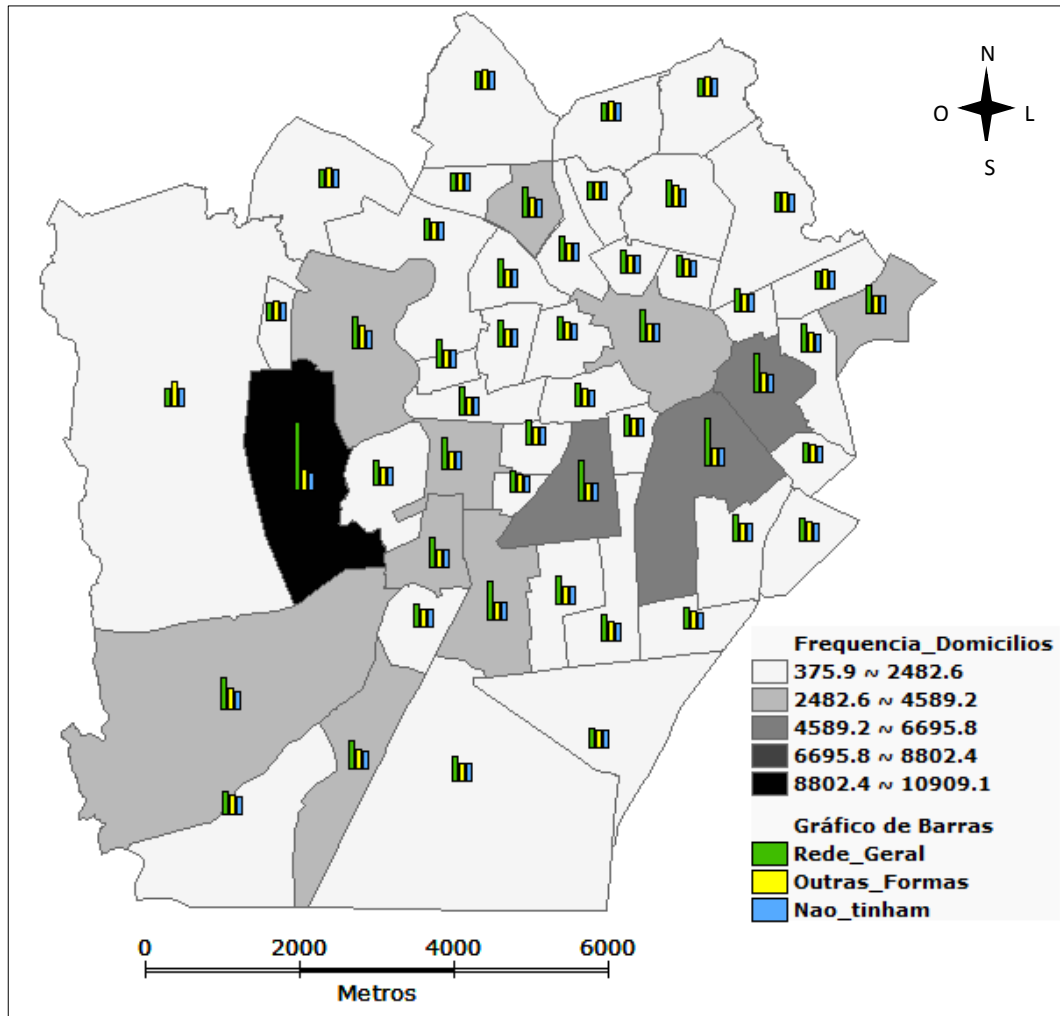 N
O
L
S
Frequencia_Domicilios
375.9 ~ 2482.6
2482.6 ~ 4589.2
4589.2 ~ 6695.8
6695.8 ~ 8802.4
8802.4 ~ 10909.1
Gráfico de Barras
Rede_Geral
Outras_Formas
Nao_tinham
0 2000 4000 6000
Metros